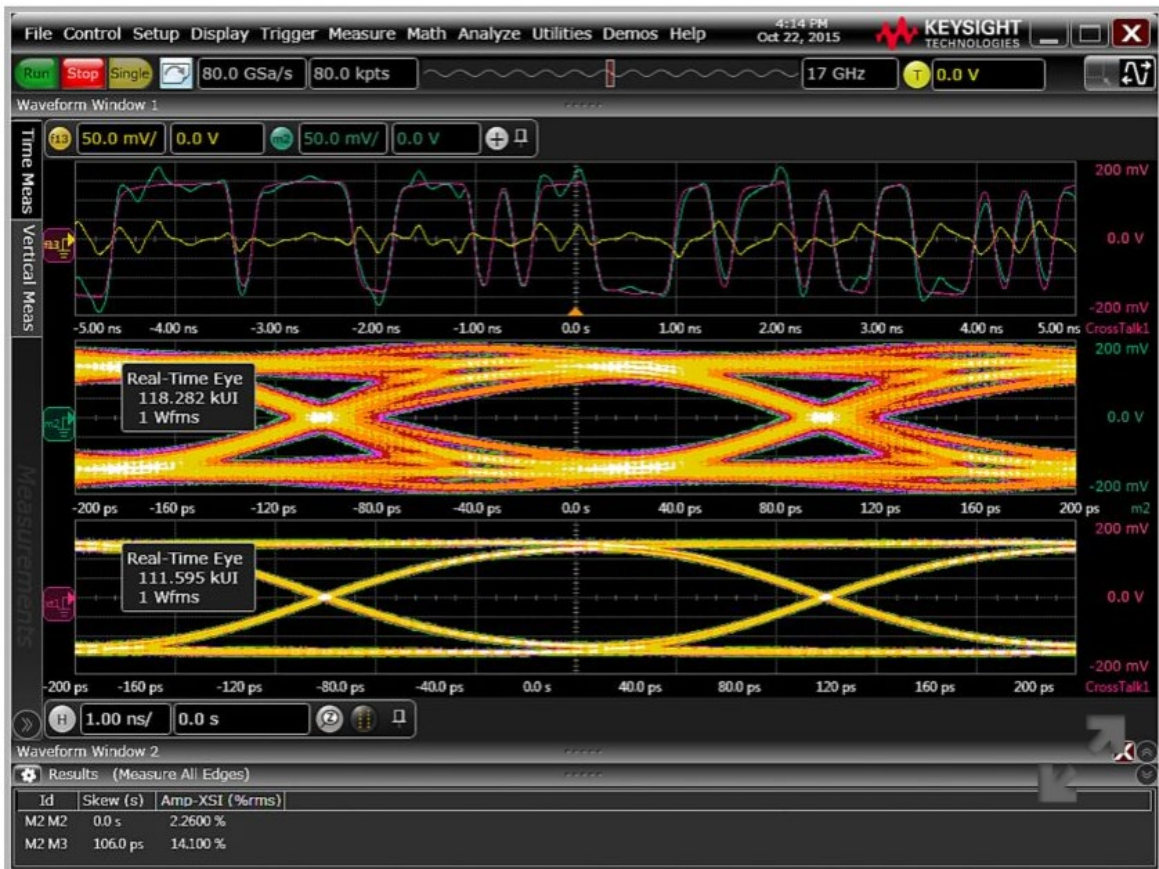 File Control Setup Display Trigger Measure Math Analyze Utilities Demos Help 4:14 PM Oct 22, 2015 KEYSIGHT TECHNOLOGIES X
Run Stop Single 80.0 GSa/s 80.0 kpts 17 GHz T 0.0 V
Waveform Window 1
Time Meas
Vertical Meas
Measurements
f13 50.0 mV/ 0.0 V m2 50.0 mV/ 0.0 V +
200 mV
f13 0.0 V
-200 mV
-5.00 ns -4.00 ns -3.00 ns -2.00 ns -1.00 ns 0.0 s 1.00 ns 2.00 ns 3.00 ns 4.00 ns 5.00 ns CrossTalk1
200 mV
Real-Time Eye
118.282 kUI
1 Wfms
m2 0.0 V
-200 mV
-200 ps -160 ps -120 ps -80.0 ps -40.0 ps 0.0 s 40.0 ps 80.0 ps 120 ps 160 ps 200 ps m2
200 mV
Real-Time Eye
111.595 kUI
1 Wfms
0.0 V
-200 mV
-200 ps -160 ps -120 ps -80.0 ps -40.0 ps 0.0 s 40.0 ps 80.0 ps 120 ps 160 ps 200 ps CrossTalk1
H 1.00 ns/ 0.0 s Z
Waveform Window 2
Results (Measure All Edges)
Id Skew (s) Amp-XSI (%rms)
M2 M2 0.0 s 2.2600 %
M2 M3 106.0 ps 14.100 %